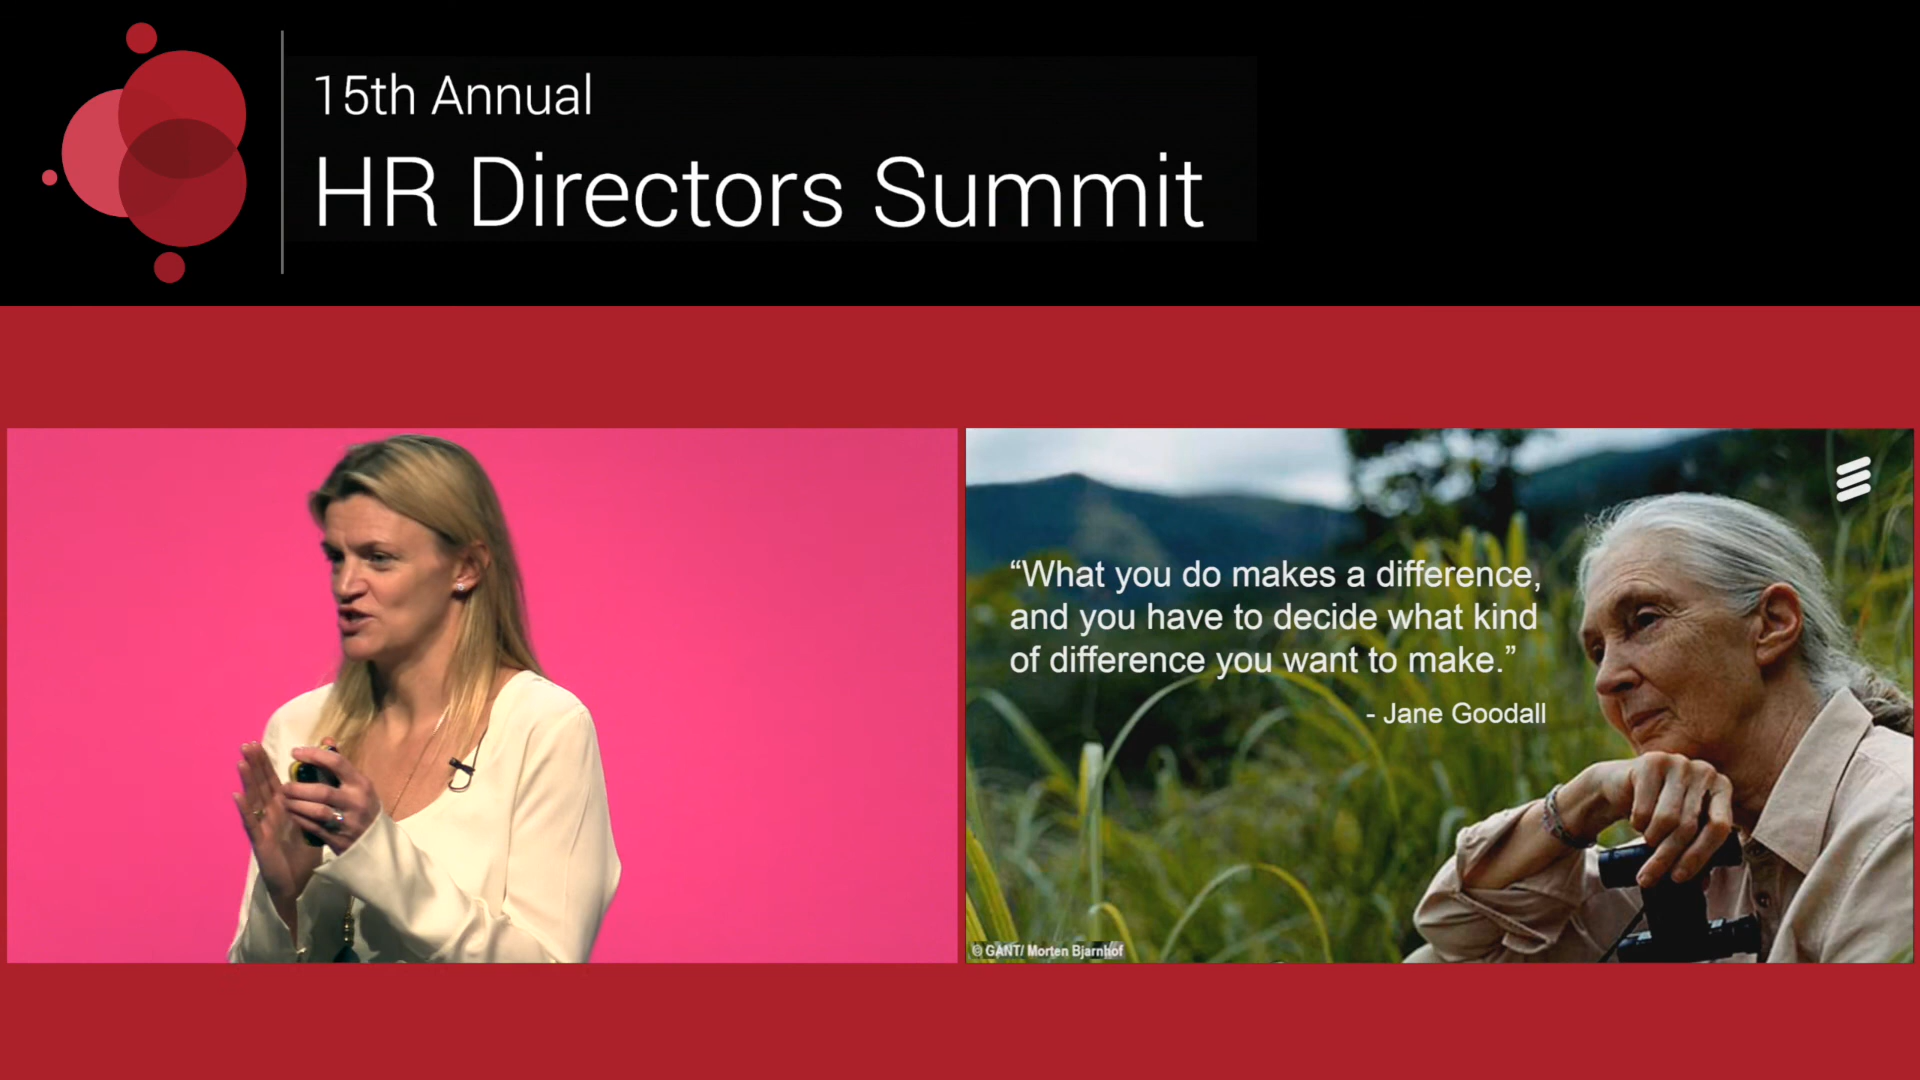 15th Annual
HR Directors Summit
“What you do makes a difference,
and you have to decide what kind
of difference you want to make.”
- Jane Goodall
© GANT/ Morten Bjarnhof